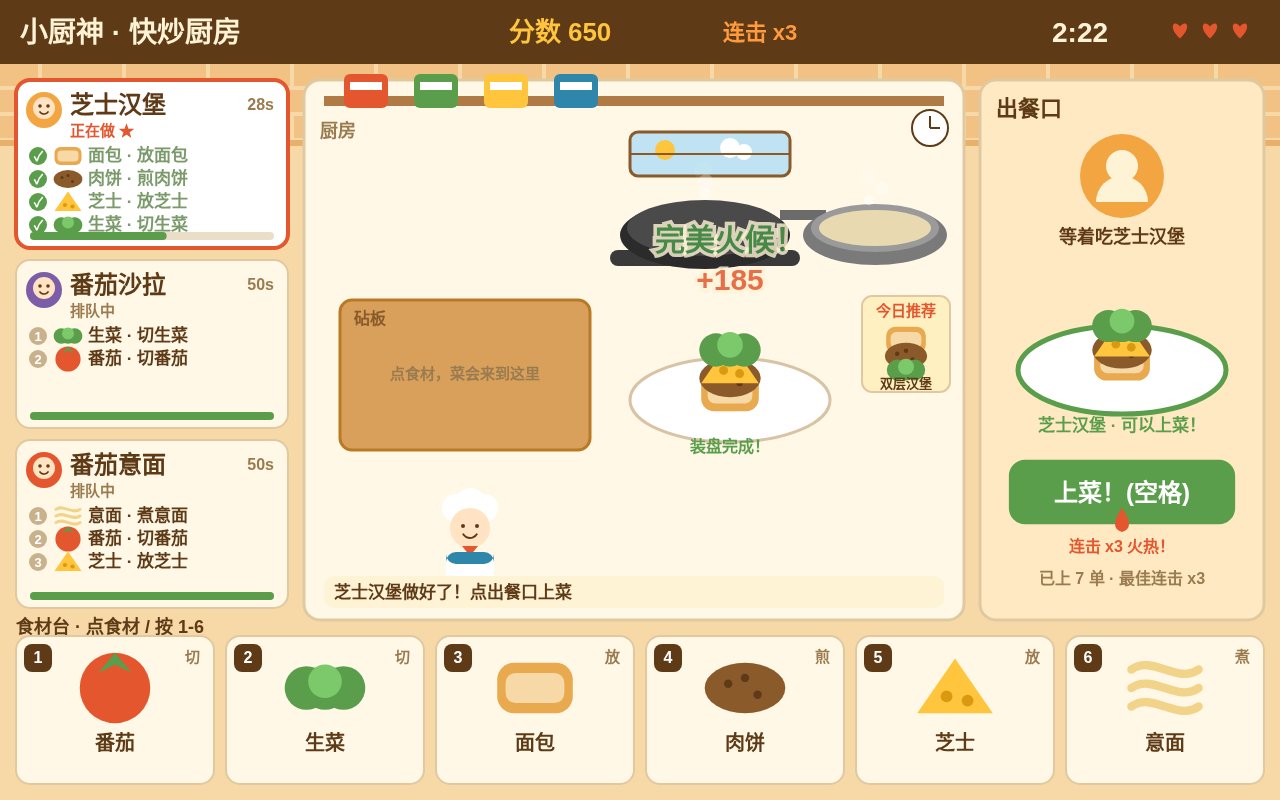 小厨神 · 快炒厨房
分数 650
连击 x3
2:22
芝士汉堡
28s
正在做 ★
面包 · 放面包
肉饼 · 煎肉饼
芝士 · 放芝士
生菜 · 切生菜
番茄沙拉
50s
排队中
1 生菜 · 切生菜
2 番茄 · 切番茄
番茄意面
50s
排队中
1 意面 · 煮意面
2 番茄 · 切番茄
3 芝士 · 放芝士
厨房
完美火候!
+185
砧板
点食材，菜会来到这里
装盘完成!
今日推荐
双层汉堡
芝士汉堡做好了！点出餐口上菜
出餐口
等着吃芝士汉堡
芝士汉堡 · 可以上菜!
上菜！(空格)
连击 x3 火热!
已上 7 单 · 最佳连击 x3
食材台 · 点食材 / 按 1-6
1 切
番茄
2 切
生菜
3 放
面包
4 煎
肉饼
5 放
芝士
6 煮
意面